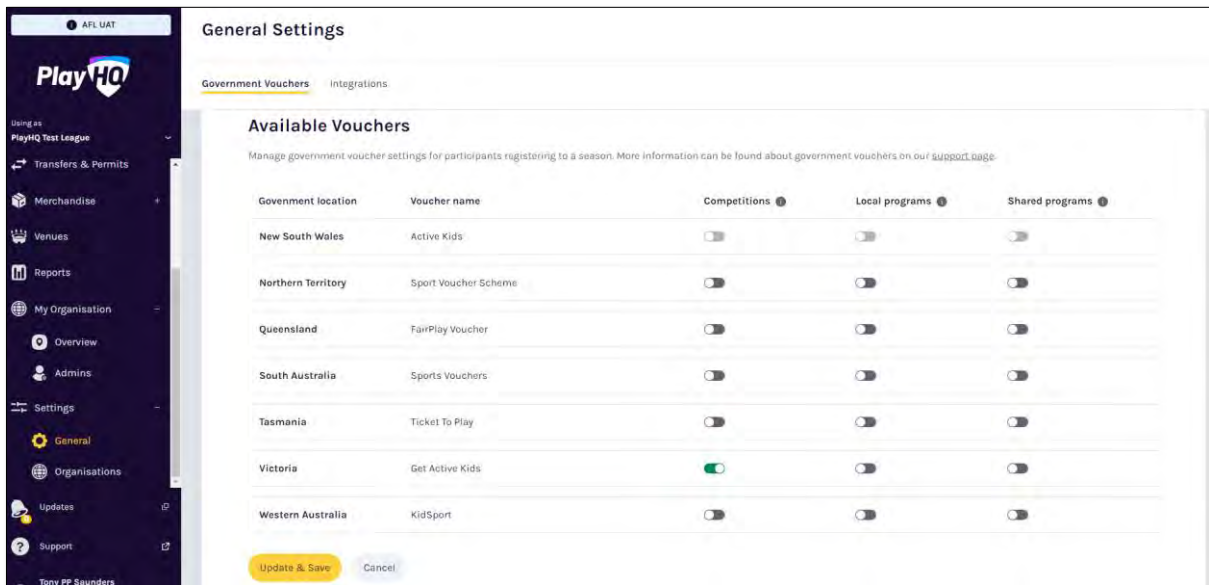 AFL UAT
PlayHQ
Using as
PlayHQ Test League
Transfers & Permits
Merchandise
Venues
Reports
My Organisation
Overview
Admins
Settings
General
Organisations
Updates
Support
Tony PP Saunders
General Settings
Government Vouchers Integrations
Available Vouchers
Manage government voucher settings for participants registering to a season. More information can be found about government vouchers on our support page.
Govenment location Voucher name Competitions Local programs Shared programs
New South Wales Active Kids
Northern Territory Sport Voucher Scheme
Queensland FairPlay Voucher
South Australia Sports Vouchers
Tasmania Ticket To Play
Victoria Get Active Kids
Western Australia KidSport
Update & Save Cancel